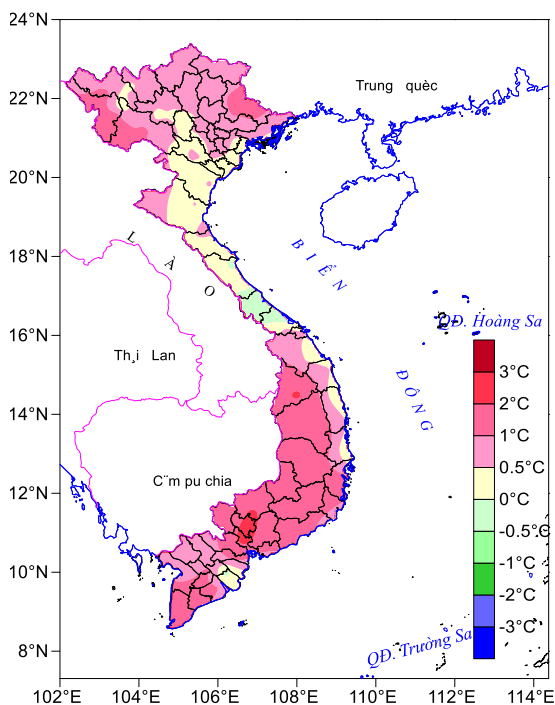 24°N
22°N
20°N
18°N
16°N
14°N
12°N
10°N
8°N
102°E
104°E
106°E
108°E
110°E
112°E
114°E
Trung quèc
LÀO
BIỂN
ĐÔNG
QĐ. Hoàng Sa
Th¸i Lan
C¨m pu chia
QĐ. Trường Sa
3°C
2°C
1°C
0.5°C
0°C
-0.5°C
-1°C
-2°C
-3°C